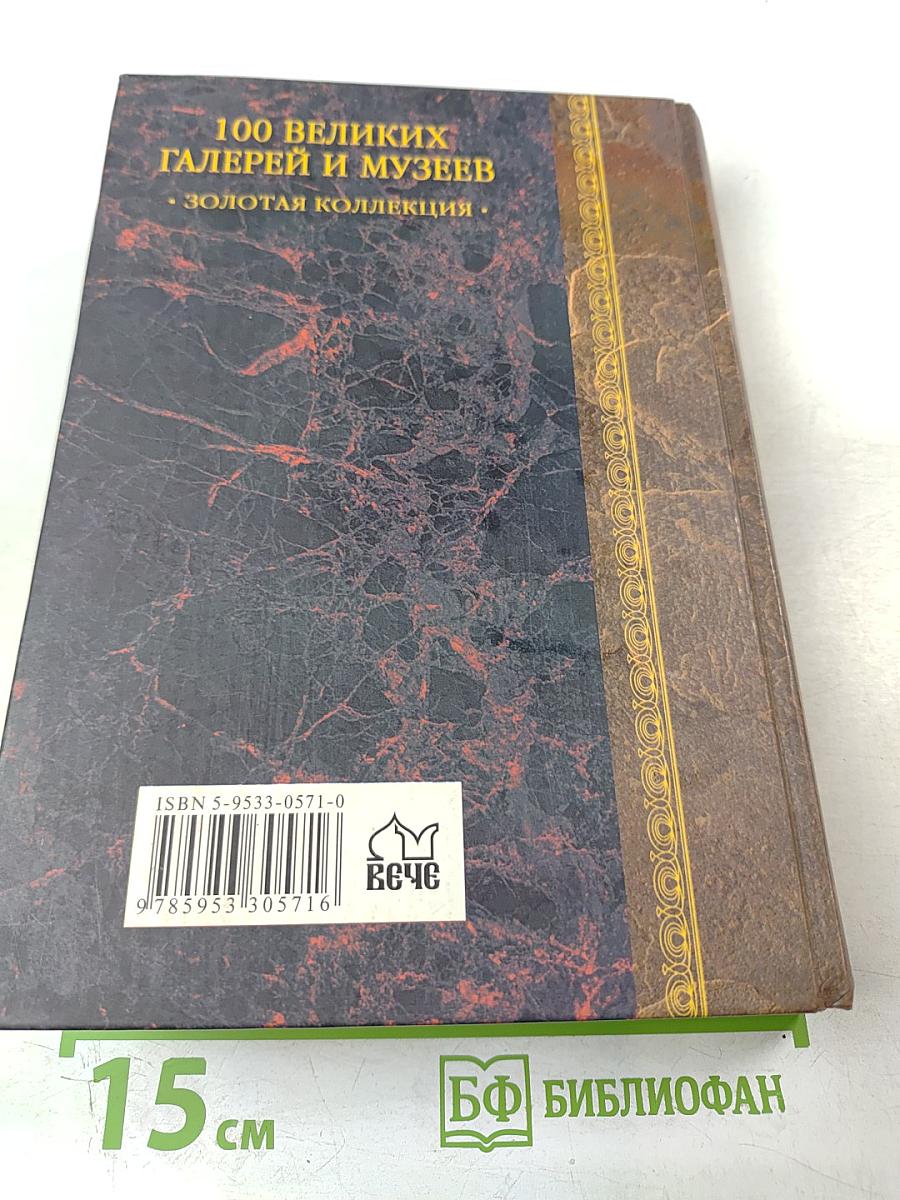 100 ВЕЛИКИХ
ГАЛЕРЕЙ И МУЗЕЕВ
• ЗОЛОТАЯ КОЛЛЕКЦИЯ •
ISBN 5-9533-0571-0
9 785953 305716
ВЕЧЕ
15 см
БФ БИБЛИОФАН